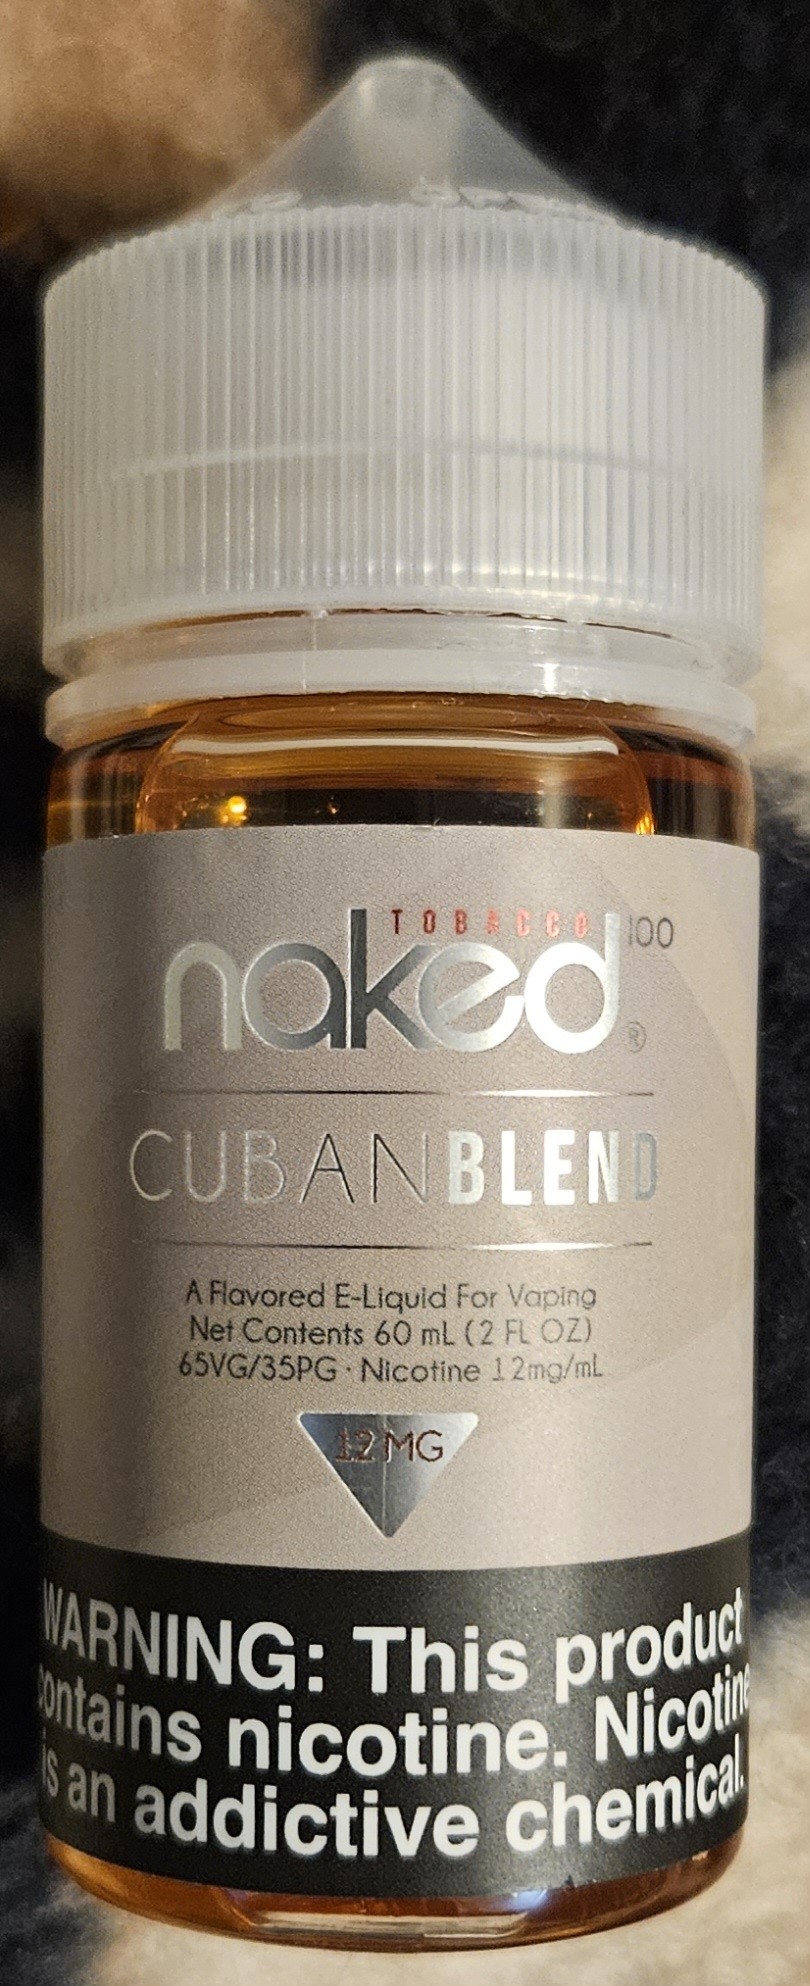 TOBACCO
naked 100
®
CUBANBLEND
A Flavored E-Liquid For Vaping
Net Contents 60 mL (2 FL OZ)
65VG/35PG · Nicotine 12mg/mL
12 MG
WARNING: This product
contains nicotine. Nicotine
is an addictive chemical.